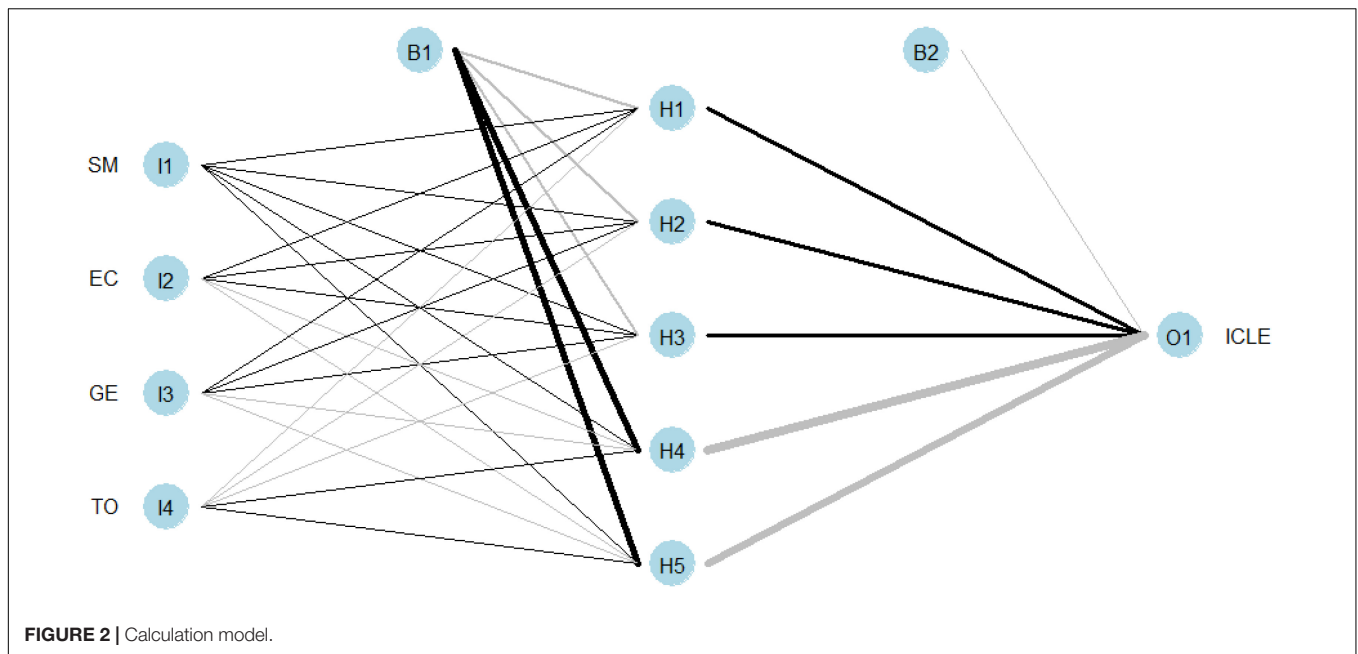 B1
B2
H1
SM I1
H2
EC I2
H3
O1 ICLE
GE I3
H4
TO I4
H5
FIGURE 2 | Calculation model.